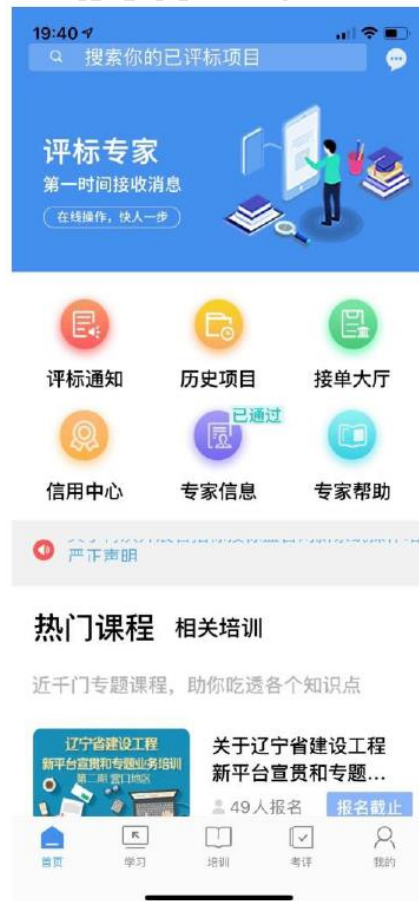 19:40
搜索你的已评标项目
评标专家
第一时间接收消息
在线操作，快人一步
评标通知
历史项目
接单大厅
已通过
信用中心
专家信息
专家帮助
严正声明
热门课程 相关培训
近千门专题课程，助你吃透各个知识点
辽宁省建设工程
新平台宣贯和专题业务培训
第二期 营口地区
关于辽宁省建设工程
新平台宣贯和专题...
49人报名 报名截止
首页
学习
培训
考评
我的